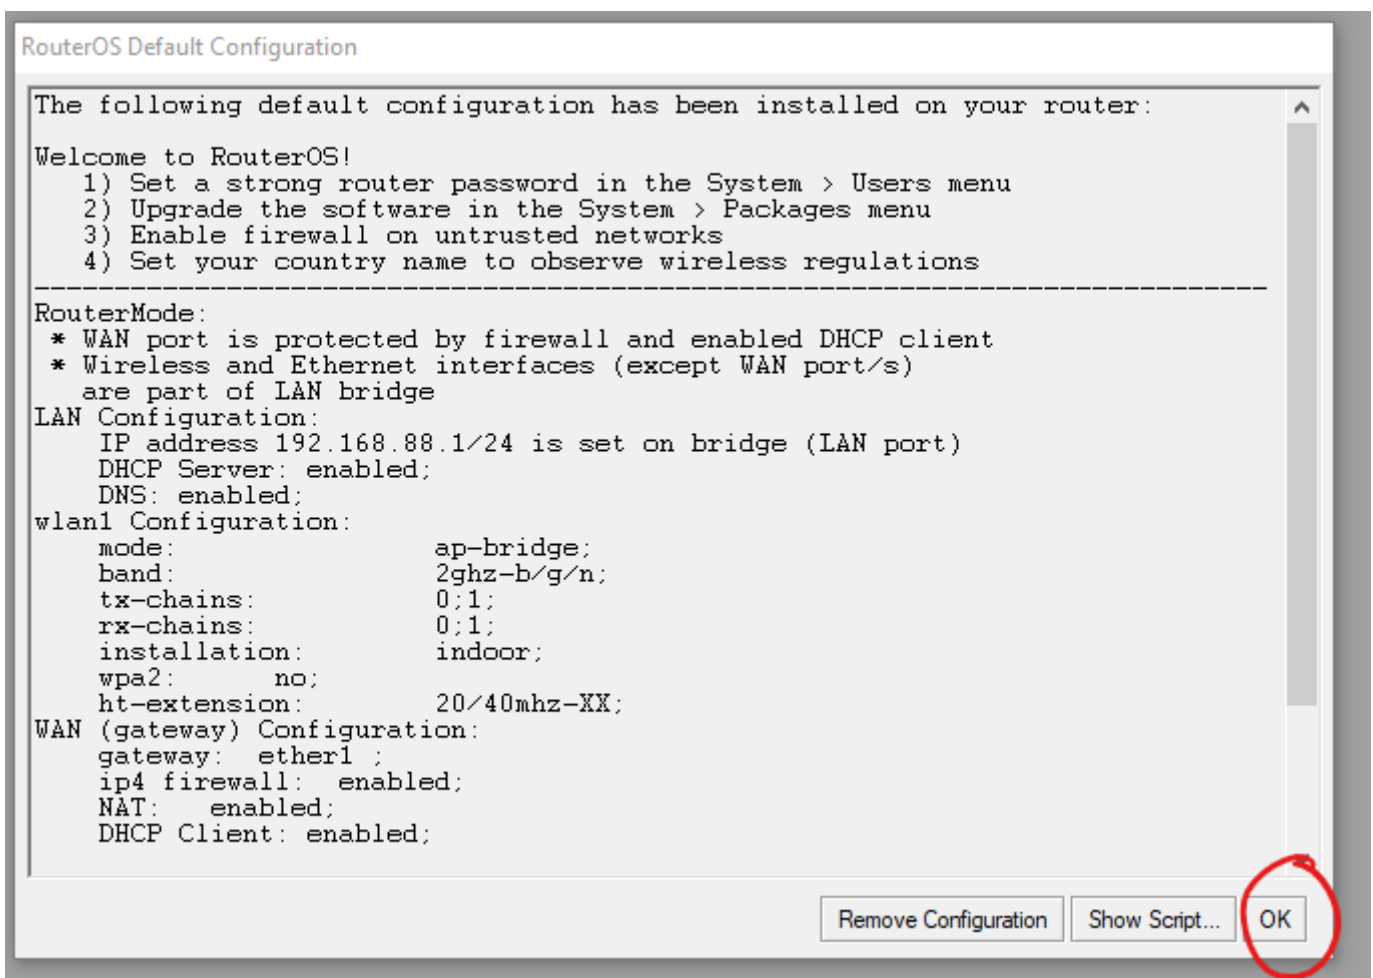 RouterOS Default Configuration
The following default configuration has been installed on your router:
Welcome to RouterOS!
1) Set a strong router password in the System > Users menu
2) Upgrade the software in the System > Packages menu
3) Enable firewall on untrusted networks
4) Set your country name to observe wireless regulations
-----------------------------------------------------------------------------
RouterMode:
* WAN port is protected by firewall and enabled DHCP client
* Wireless and Ethernet interfaces (except WAN port/s)
are part of LAN bridge
LAN Configuration:
IP address 192.168.88.1/24 is set on bridge (LAN port)
DHCP Server: enabled;
DNS: enabled;
wlan1 Configuration:
mode: ap-bridge;
band: 2ghz-b/g/n;
tx-chains: 0;1;
rx-chains: 0;1;
installation: indoor;
wpa2: no;
ht-extension: 20/40mhz-XX;
WAN (gateway) Configuration:
gateway: ether1 ;
ip4 firewall: enabled;
NAT: enabled;
DHCP Client: enabled;
Remove Configuration Show Script... OK